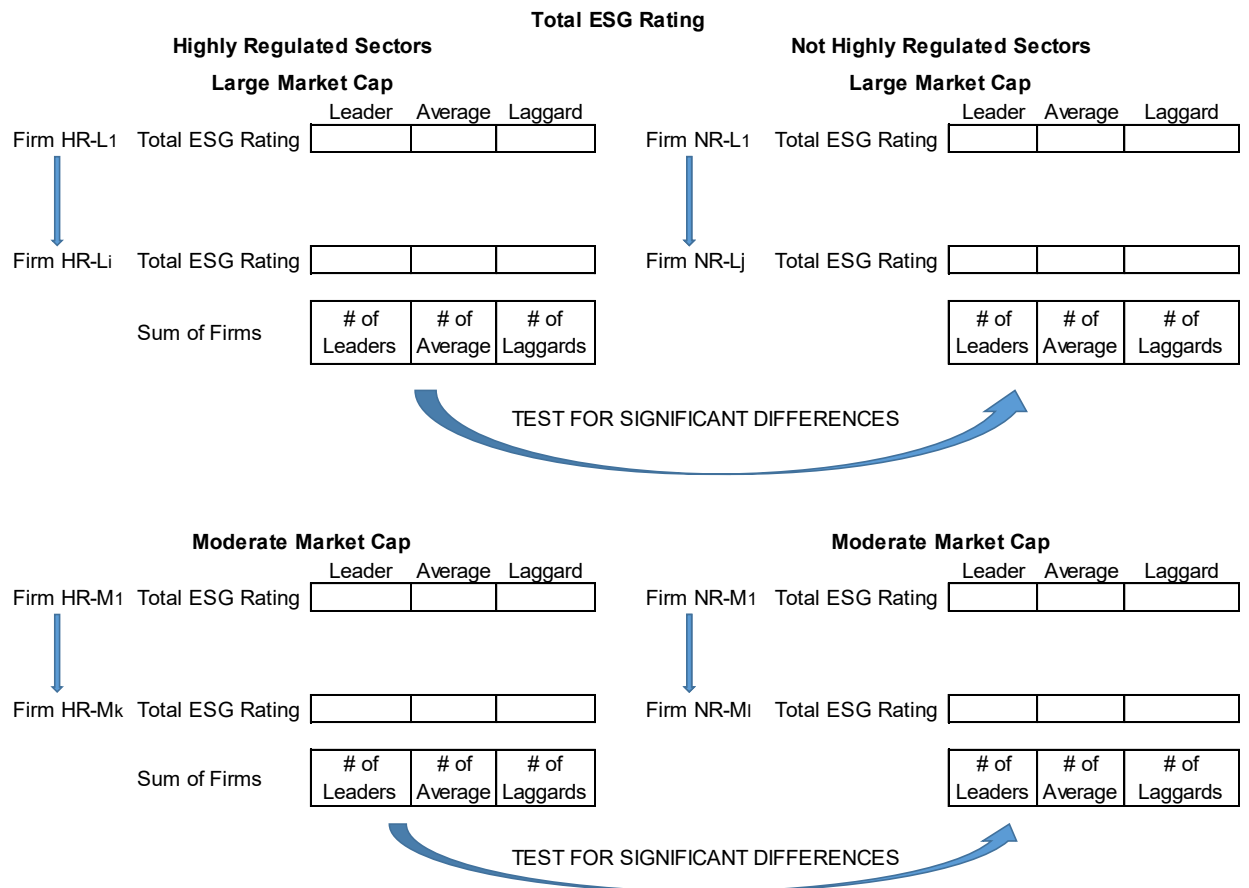 Total ESG Rating
Highly Regulated Sectors Not Highly Regulated Sectors
Large Market Cap Large Market Cap
Leader Average Laggard Leader Average Laggard
Firm HR-L1 Total ESG Rating Firm NR-L1 Total ESG Rating
Firm HR-Li Total ESG Rating Firm NR-Lj Total ESG Rating
# of # of # of # of # of # of
Sum of Firms
Leaders Average Laggards Leaders Average Laggards
TEST FOR SIGNIFICANT DIFFERENCES
Moderate Market Cap Moderate Market Cap
Leader Average Laggard Leader Average Laggard
Firm HR-M1 Total ESG Rating Firm NR-M1 Total ESG Rating
Firm HR-Mk Total ESG Rating Firm NR-Ml Total ESG Rating
# of # of # of # of # of # of
Sum of Firms
Leaders Average Laggards Leaders Average Laggards
TEST FOR SIGNIFICANT DIFFERENCES